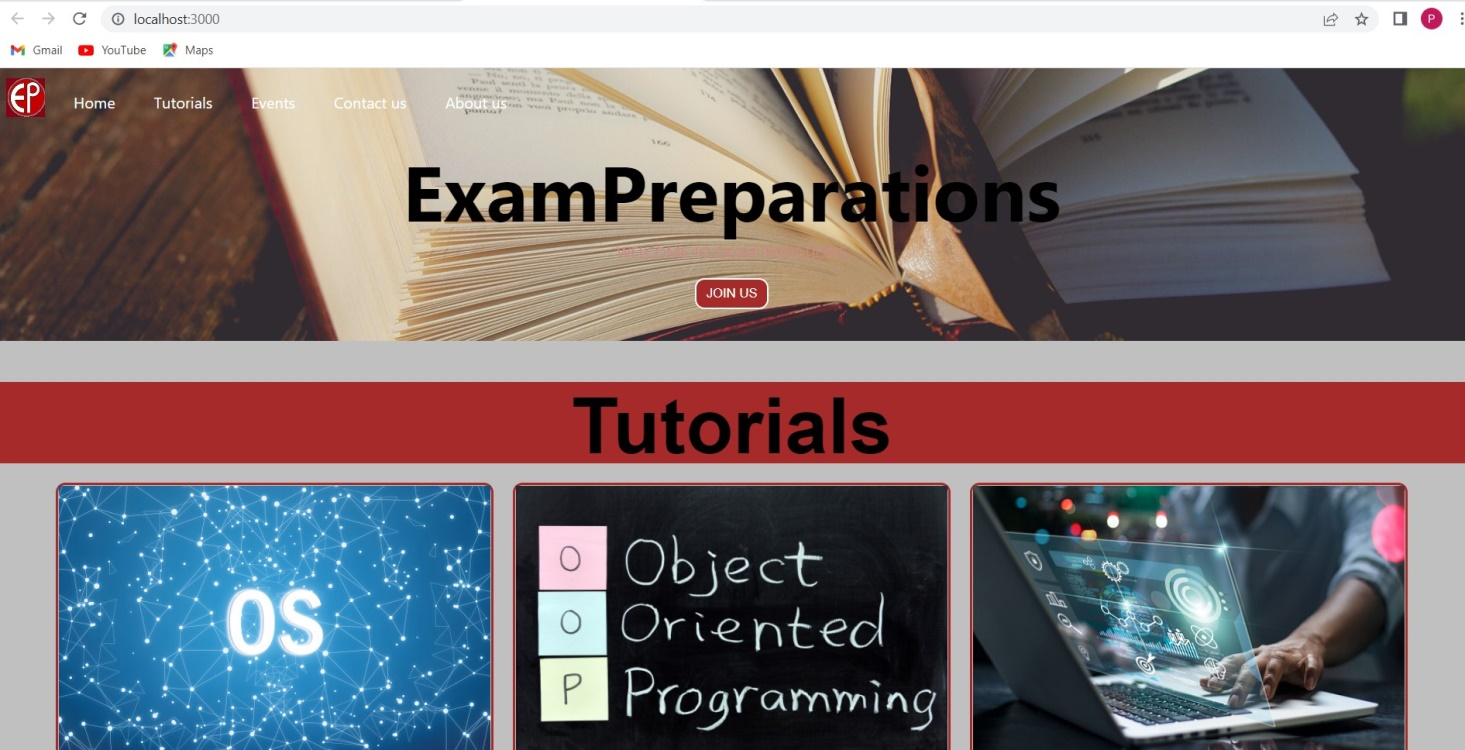 localhost:3000
Gmail YouTube Maps
P
EP Home Tutorials Events Contact us About us
166
ExamPreparations
JOIN US
Tutorials
OS
O Object
O Oriented
P Programming